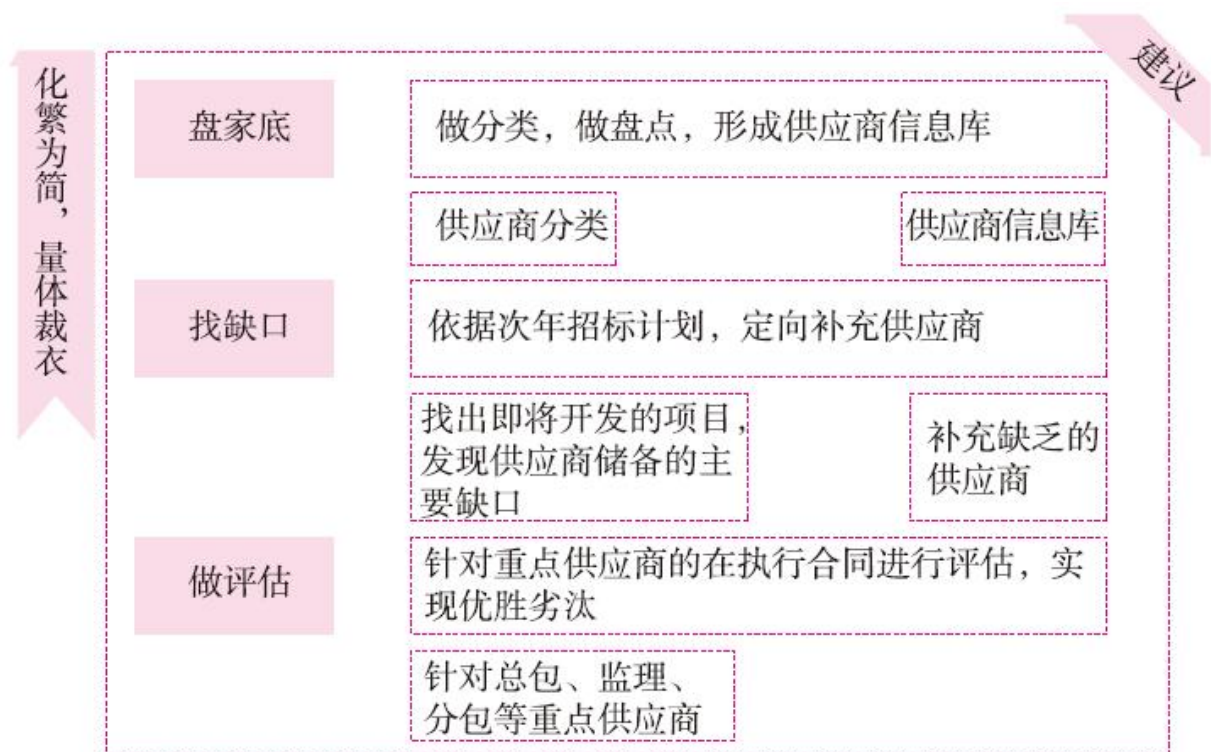 建议
化繁为简，量体裁衣
盘家底
做分类，做盘点，形成供应商信息库
供应商分类
供应商信息库
找缺口
依据次年招标计划，定向补充供应商
找出即将开发的项目，
发现供应商储备的主
要缺口
补充缺乏的
供应商
做评估
针对重点供应商的在执行合同进行评估，实
现优胜劣汰
针对总包、监理、
分包等重点供应商